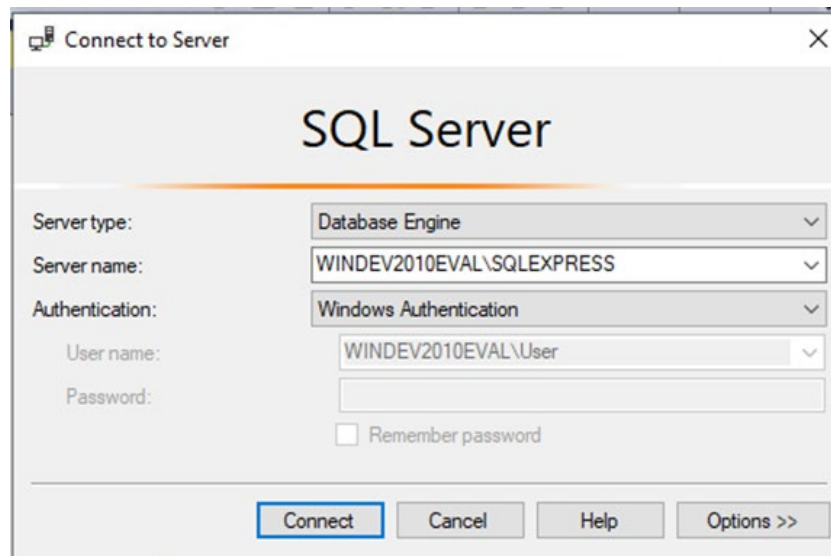 Connect to Server
SQL Server
Server type: Database Engine
Server name: WINDEV2010EVAL\SQLEXPRESS
Authentication: Windows Authentication
User name: WINDEV2010EVAL\User
Password:
Remember password
Connect Cancel Help Options >>